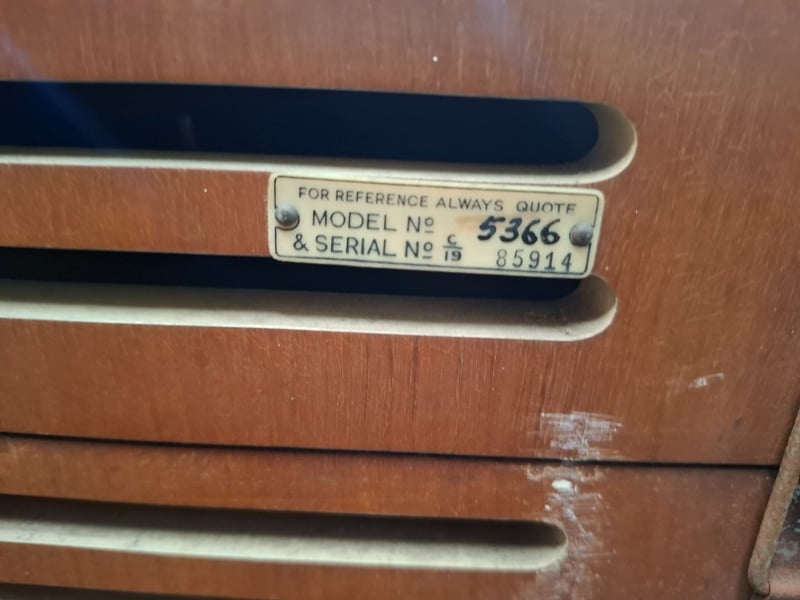 FOR REFERENCE ALWAYS QUOTE
MODEL Nº 5366
& SERIAL Nº C/19 85914